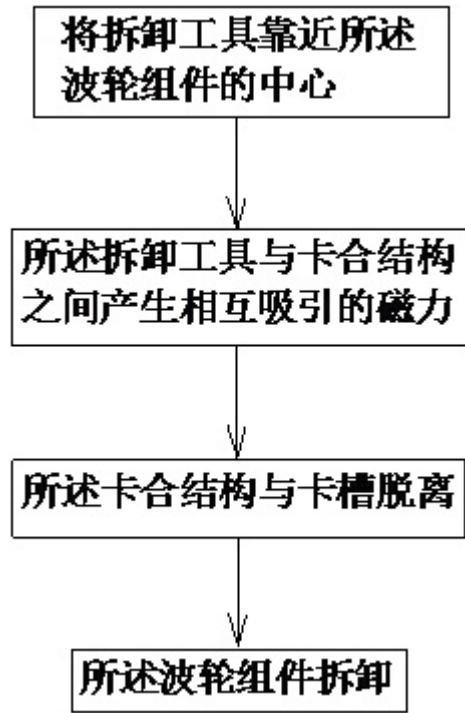 将拆卸工具靠近所述
波轮组件的中心
所述拆卸工具与卡合结构
之间产生相互吸引的磁力
所述卡合结构与卡槽脱离
所述波轮组件拆卸